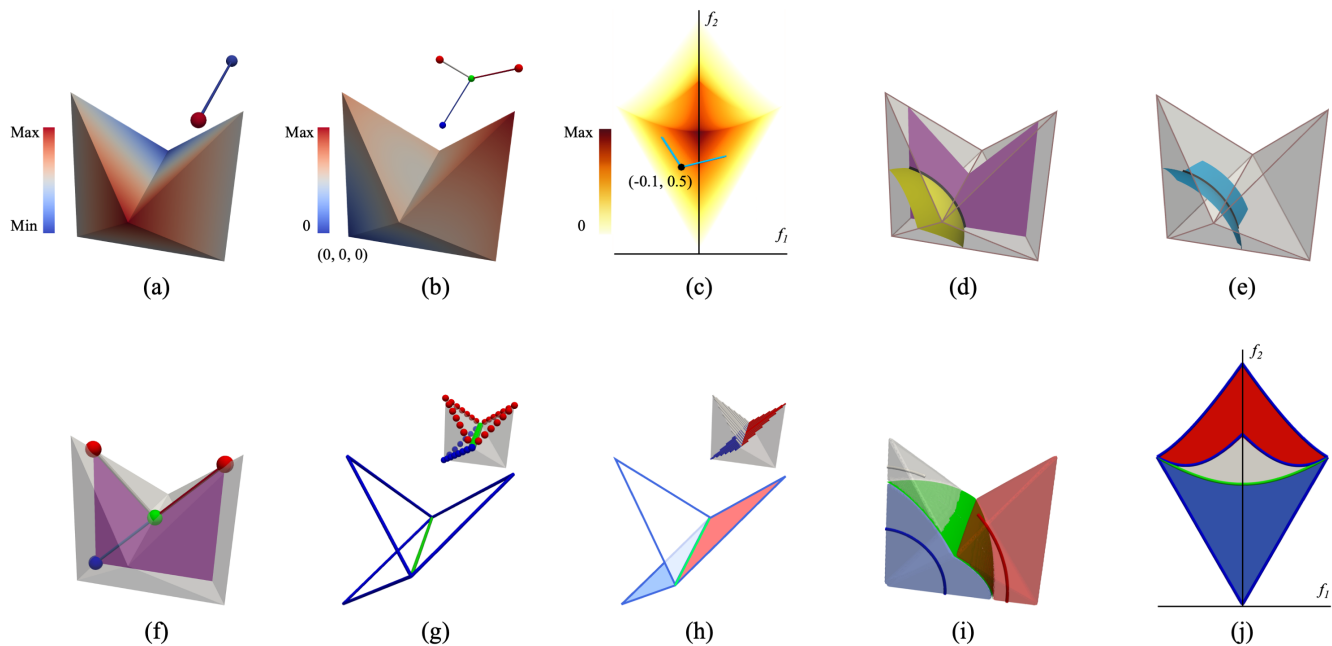 Max
Min
(a)
Max
0
(0, 0, 0)
(b)
f₂
Max
(-0.1, 0.5)
0
f₁
(c)
(d)
(e)
(f)
(g)
(h)
(i)
f₂
f₁
(j)